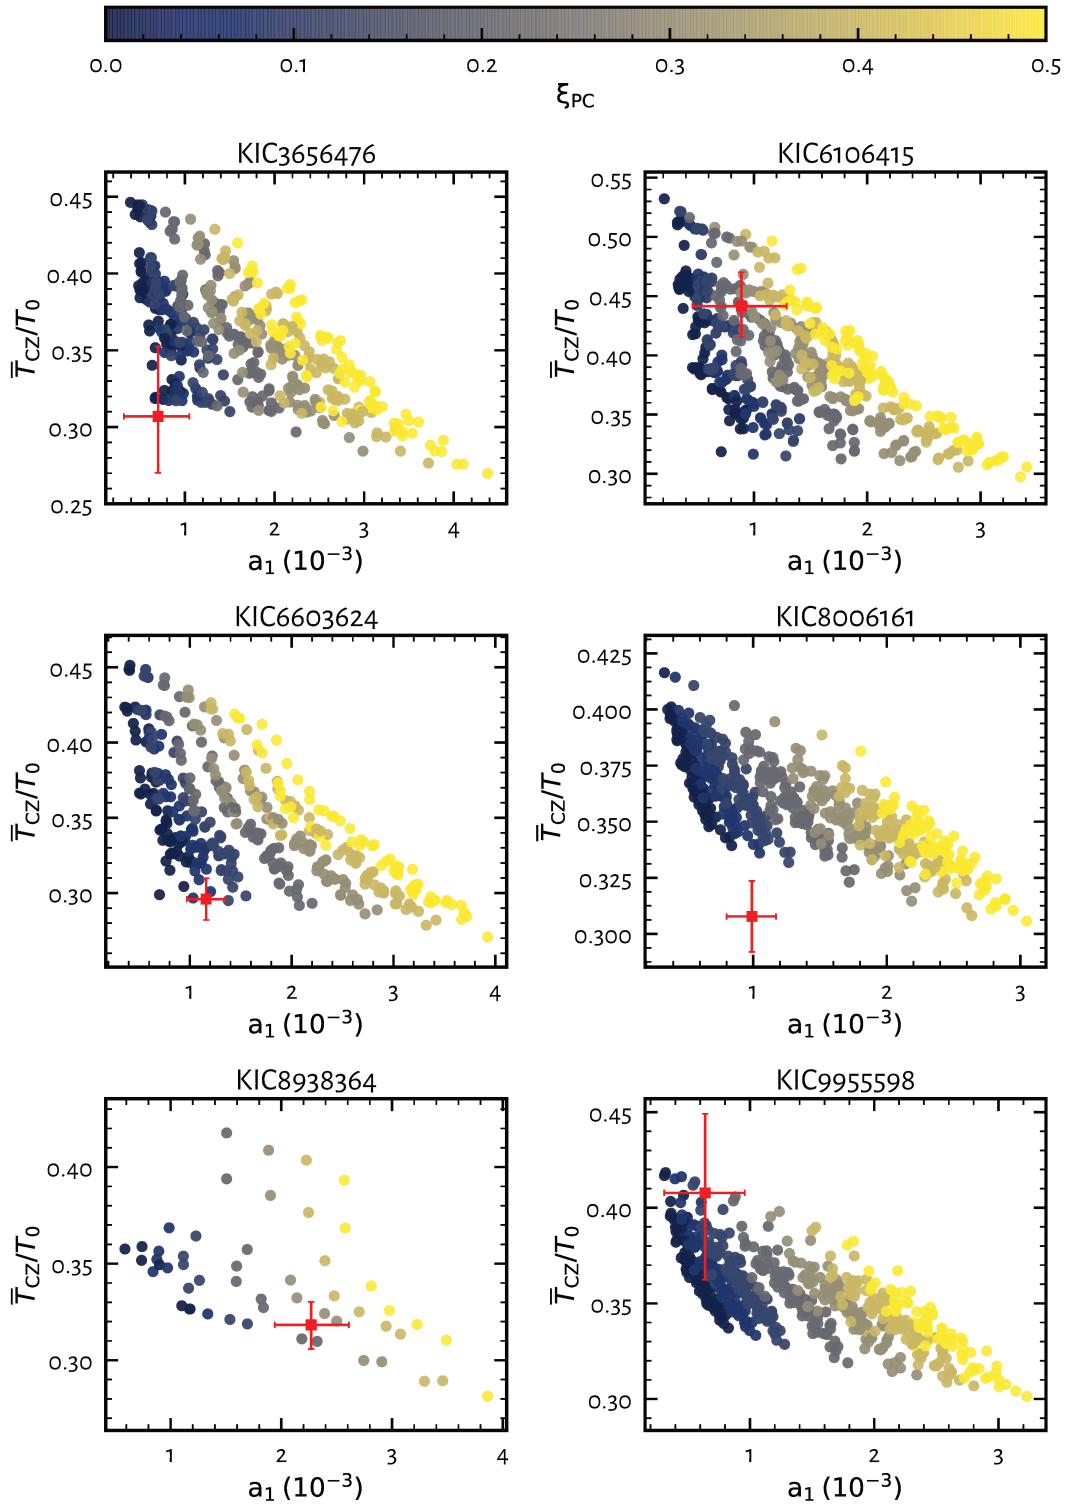 0.0 0.1 0.2 0.3 0.4 0.5
ξPC
KIC3656476 KIC6106415
0.45
0.40
0.35
0.30
0.25
T̿CZ/T0
1 2 3 4
a1 (10−3)
0.55
0.50
0.45
0.40
0.35
0.30
T̿CZ/T0
1 2 3
a1 (10−3)
KIC6603624 KIC8006161
0.45
0.40
0.35
0.30
T̿CZ/T0
1 2 3 4
a1 (10−3)
0.425
0.400
0.375
0.350
0.325
0.300
T̿CZ/T0
1 2 3
a1 (10−3)
KIC8938364 KIC9955598
0.40
0.35
0.30
T̿CZ/T0
1 2 3 4
a1 (10−3)
0.45
0.40
0.35
0.30
T̿CZ/T0
1 2 3
a1 (10−3)